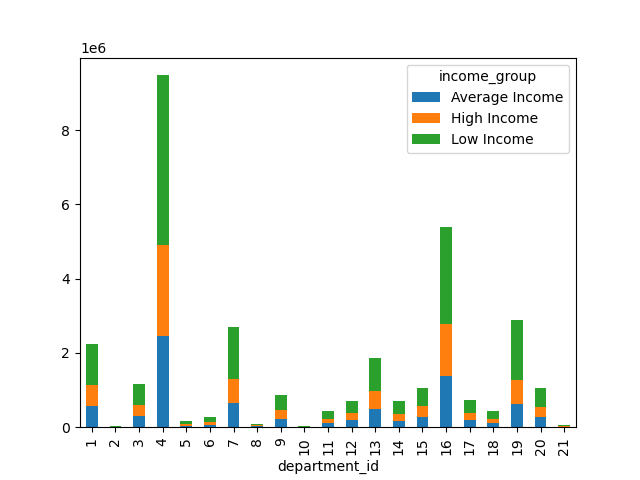 1e6
income_group
Average Income
High Income
Low Income
8
6
4
2
0
1 2 3 4 5 6 7 8 9 10 11 12 13 14 15 16 17 18 19 20 21
department_id